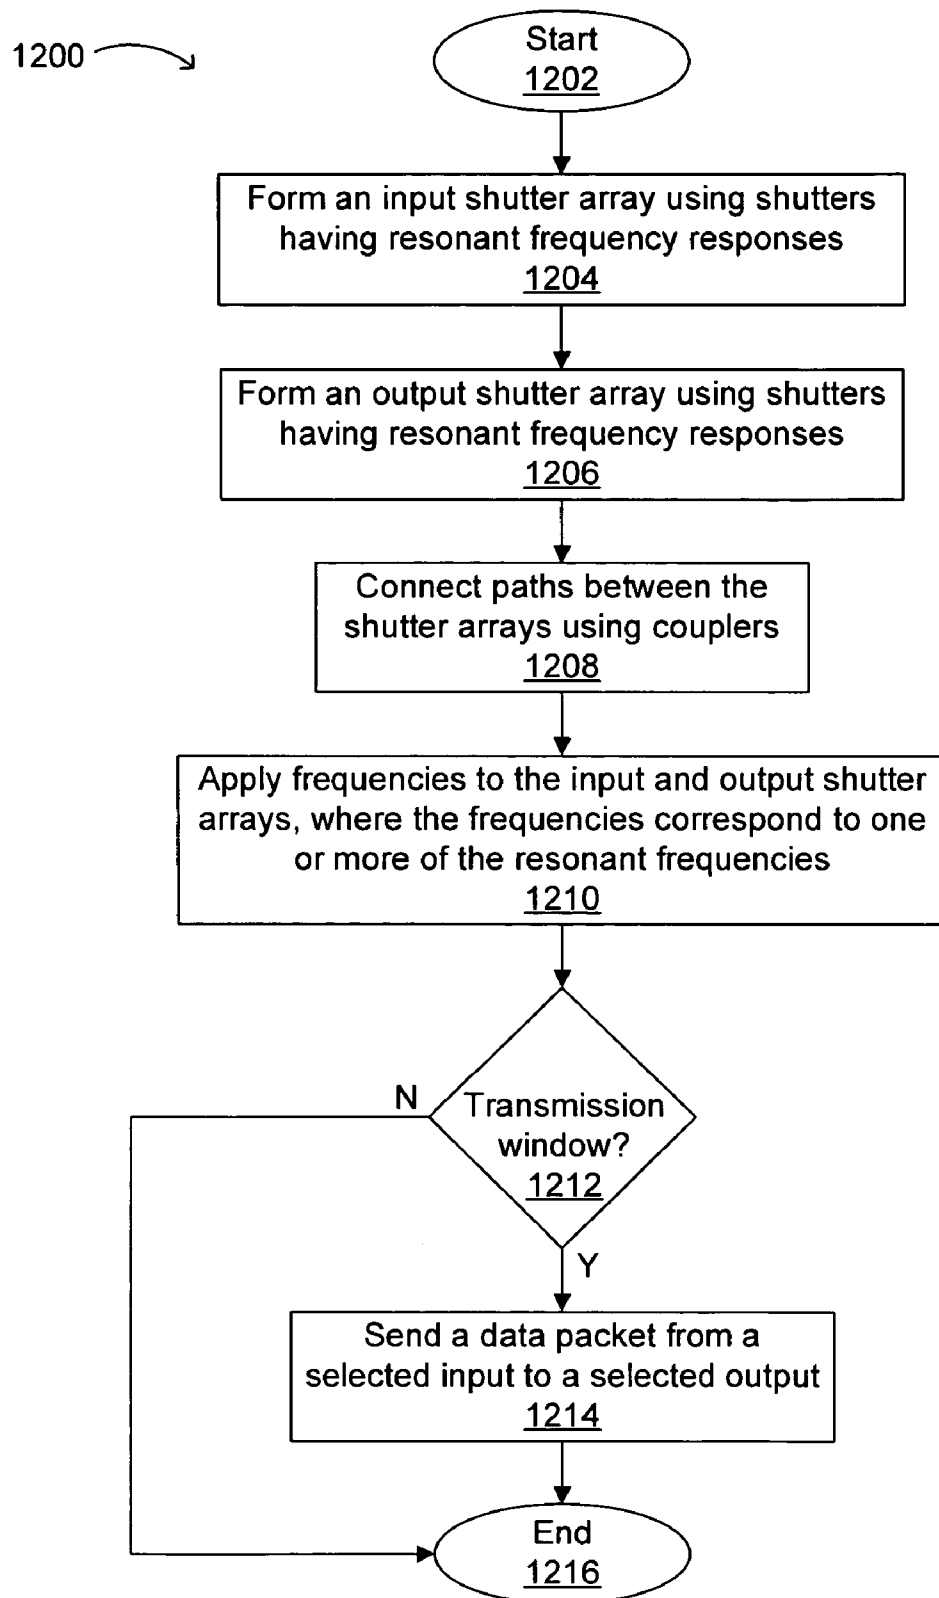 1200
Start
1202
Form an input shutter array using shutters
having resonant frequency responses
1204
Form an output shutter array using shutters
having resonant frequency responses
1206
Connect paths between the
shutter arrays using couplers
1208
Apply frequencies to the input and output shutter
arrays, where the frequencies correspond to one
or more of the resonant frequencies
1210
N
Transmission
window?
1212
Y
Send a data packet from a
selected input to a selected output
1214
End
1216